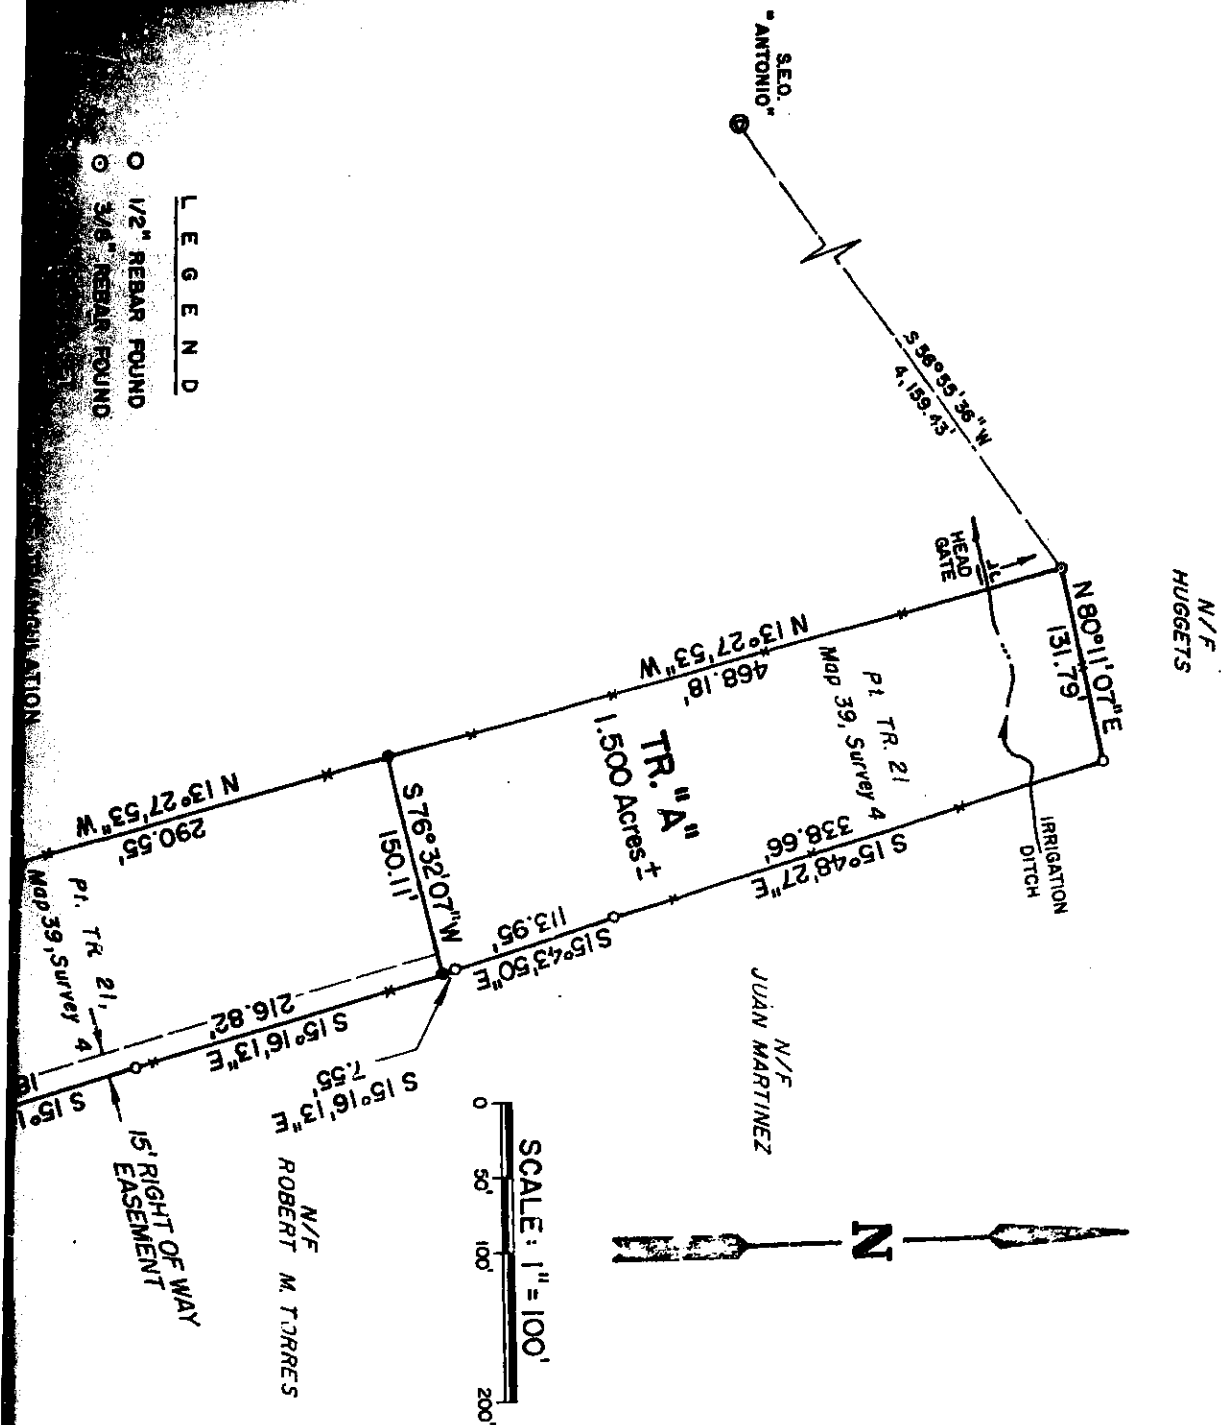 S.E.O.
"ANTONIO"
S 56°55'36" W
4,159.43'
N/F
HUGGETS
N 80°11'07"E
131.79'
HEAD
GATE
IRRIGATION
DITCH
N 13°27'53" W
468.18'
Pt. TR. 21
Map 39, Survey 4
TR. "A"
1.500 Acres ±
S 15°48'27"E
338.66'
S 15°43'50"E
113.95'
N/F
JUAN MARTINEZ
S 76°32'07"W
150.11'
S 15°16'13"E
7.55'
N 13°27'53" W
290.55'
S 15°16'13"E
216.82'
Pt. TR. 21,
Map 39, Survey 4
S 15°1
16
15' RIGHT OF WAY
EASEMENT
N/F
ROBERT M. TORRES
LEGEND
1/2" REBAR FOUND
3/8" REBAR FOUND
SCALE: 1" = 100'
0 50' 100' 200'
N